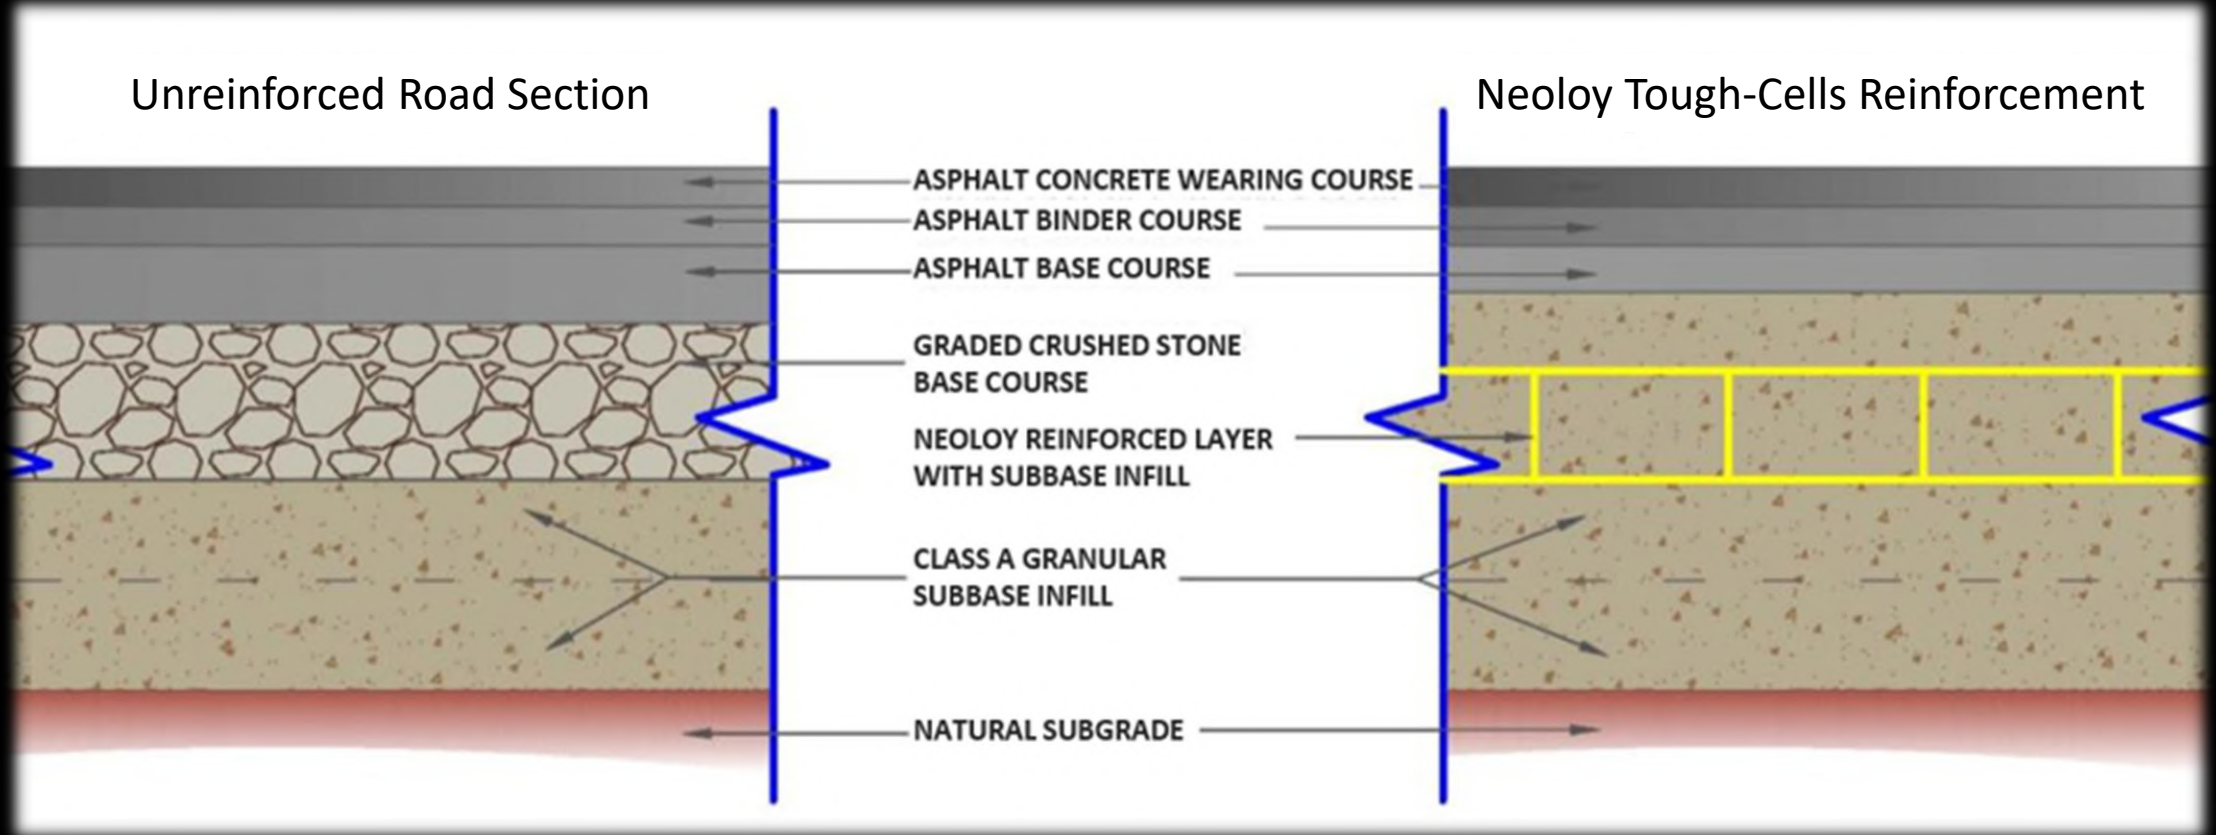 Unreinforced Road Section
Neoloy Tough-Cells Reinforcement
ASPHALT CONCRETE WEARING COURSE
ASPHALT BINDER COURSE
ASPHALT BASE COURSE
GRADED CRUSHED STONE
BASE COURSE
NEOLOY REINFORCED LAYER
WITH SUBBASE INFILL
CLASS A GRANULAR
SUBBASE INFILL
NATURAL SUBGRADE